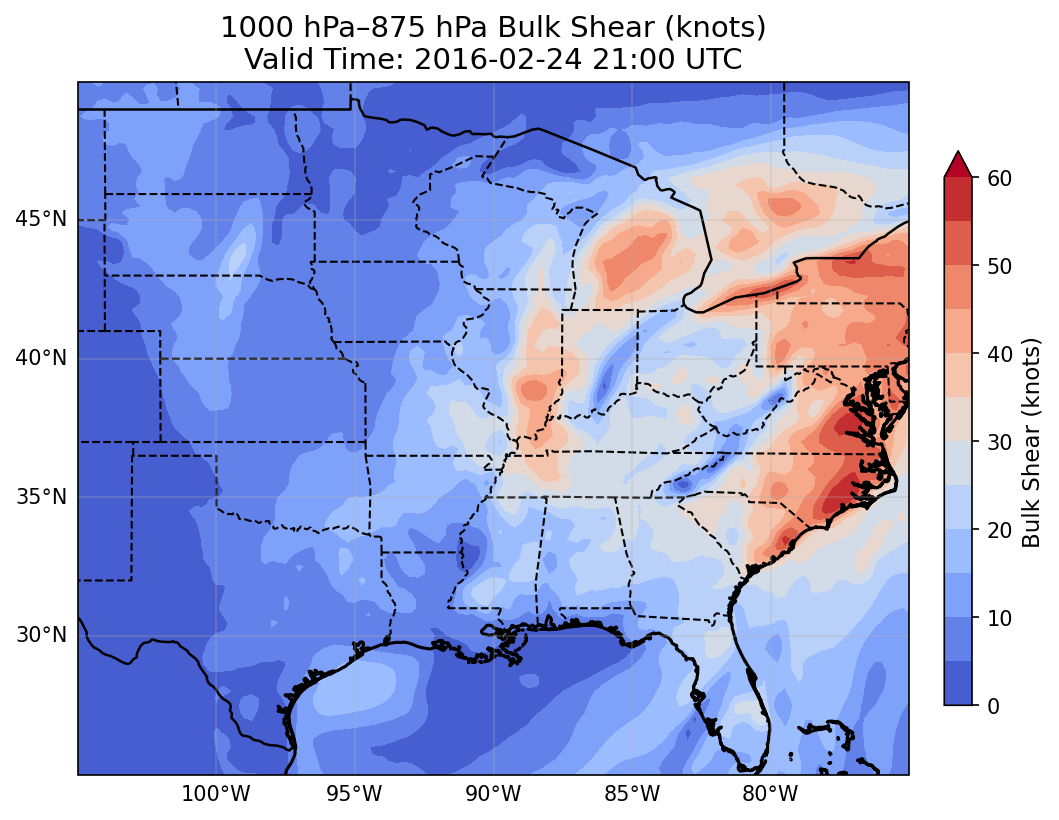 1000 hPa–875 hPa Bulk Shear (knots)
Valid Time: 2016-02-24 21:00 UTC
45°N
40°N
35°N
30°N
100°W
95°W
90°W
85°W
80°W
60
50
40
30
20
10
0
Bulk Shear (knots)